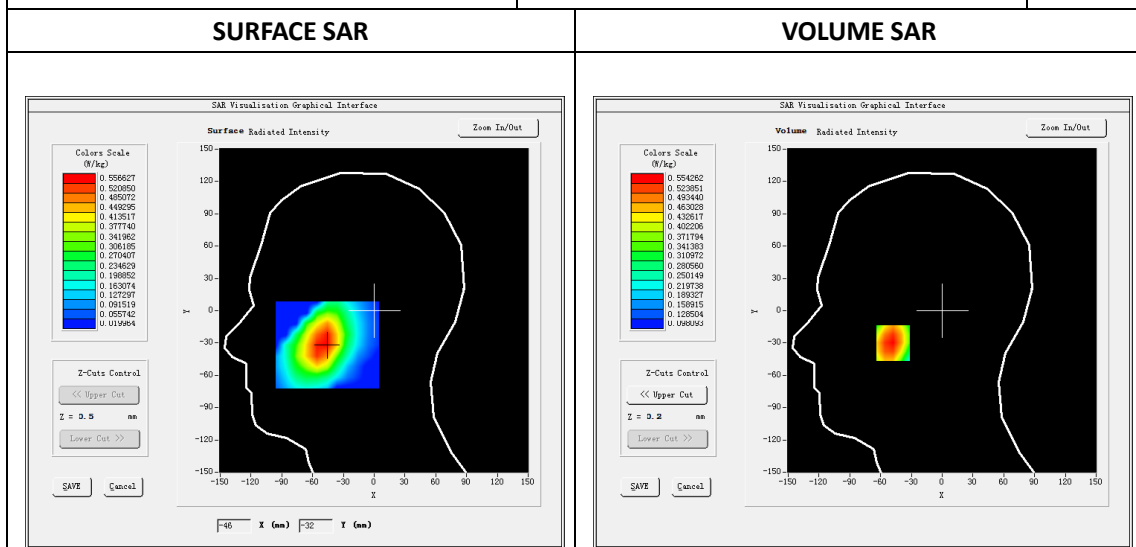 SURFACE SAR
VOLUME SAR
SAR Visualisation Graphical Interface
Surface Radiated Intensity
Zoom In/Out
Colors Scale
(W/kg)
0.556627
0.520850
0.485072
0.449295
0.413517
0.377740
0.341962
0.306185
0.270407
0.234629
0.198852
0.163074
0.127297
0.091519
0.055742
0.019964
Z-Cuts Control
<< Upper Cut
Z = 0.5 mm
Lower Cut >>
SAVE Cancel
150
120
90
60
30
0
-30
-60
-90
-120
-150
Y
-150 -120 -90 -60 -30 0 30 60 90 120 150
X
-46 X (mm) -32 Y (mm)
SAR Visualisation Graphical Interface
Volume Radiated Intensity
Zoom In/Out
Colors Scale
(W/kg)
0.554262
0.523851
0.493440
0.463028
0.432617
0.402206
0.371794
0.341383
0.310972
0.280560
0.250149
0.219738
0.189327
0.158915
0.128504
0.098093
Z-Cuts Control
<< Upper Cut
Z = 0.2 mm
Lower Cut >>
SAVE Cancel
150
120
90
60
30
0
-30
-60
-90
-120
-150
Y
-150 -120 -90 -60 -30 0 30 60 90 120 150
X